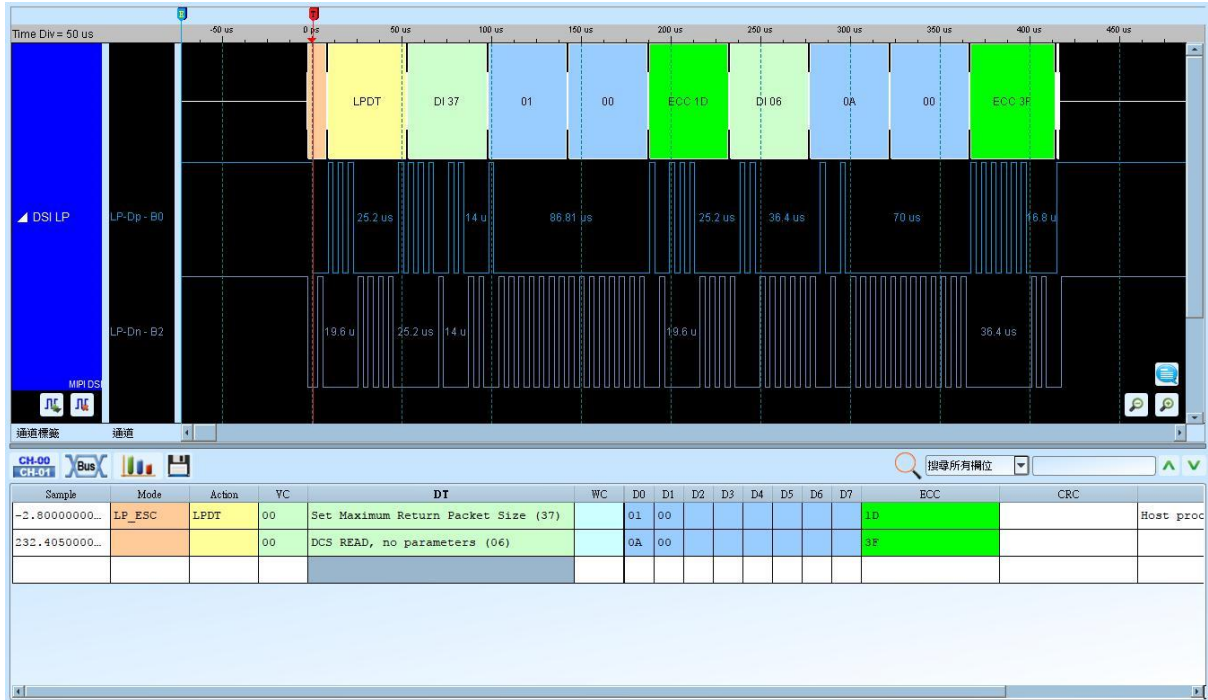 R T
Time Div = 50 us -50 us 0 ps 50 us 100 us 150 us 200 us 250 us 300 us 350 us 400 us 450 us
LPDT DI 37 01 00 ECC 1D DI 06 0A 00 ECC 3F
DSI LP LP-Dp - B0 25.2 us 14 u 86.81 us 25.2 us 36.4 us 70 us 16.8 u
LP-Dn - B2 19.6 u 25.2 us 14 u 19.6 u 36.4 us
MIPI DSI
通道標籤 通道
CH-00 CH-01 Bus 搜尋所有欄位
Sample Mode Action VC DT WC D0 D1 D2 D3 D4 D5 D6 D7 ECC CRC
-2.80000000... LP_ESC LPDT 00 Set Maximum Return Packet Size (37) 01 00 1D Host proc
232.4050000... 00 DCS READ, no parameters (06) 0A 00 3F